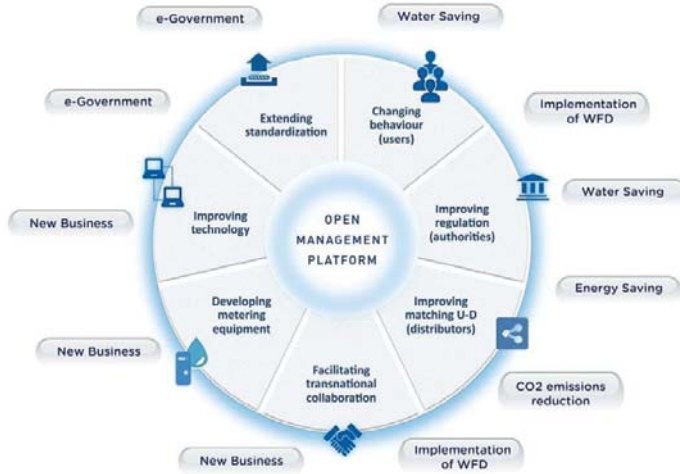 e-Government
Water Saving
e-Government
Implementation
of WFD
Extending
standardization
Changing
behaviour
(users)
Water Saving
New Business
Improving
technology
OPEN
MANAGEMENT
PLATFORM
Improving
regulation
(authorities)
Energy Saving
Developing
metering
equipment
Improving
matching U-D
(distributors)
New Business
Facilitating
transnational
collaboration
CO2 emissions
reduction
New Business
Implementation
of WFD